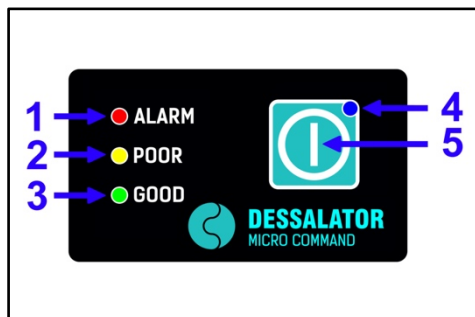 1 ALARM 4
2 POOR 5
3 GOOD
DESSALATOR
MICRO COMMAND